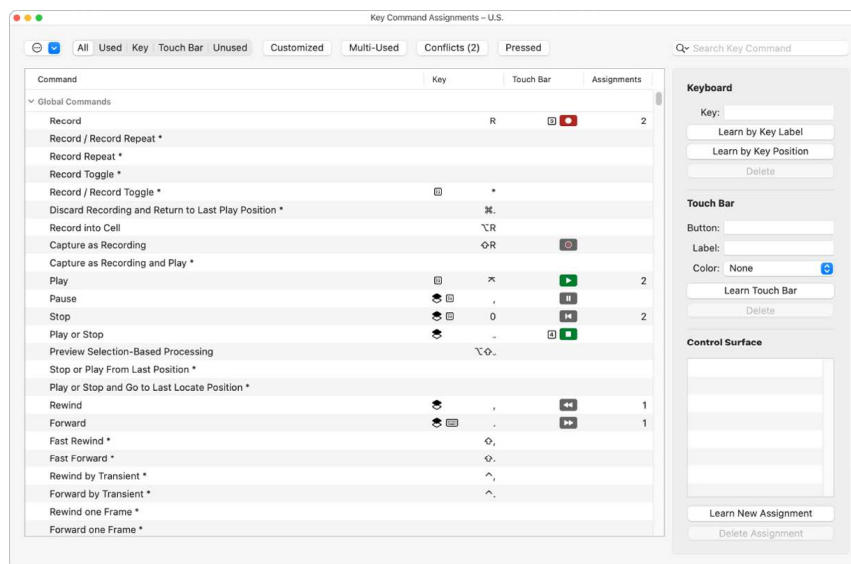 Key Command Assignments – U.S.
All Used Key Touch Bar Unused Customized Multi-Used Conflicts (2) Pressed Search Key Command
Command Key Touch Bar Assignments
Global Commands
Record R 5 2
Record / Record Repeat *
Record Repeat *
Record Toggle *
Record / Record Toggle * *
Discard Recording and Return to Last Play Position * ⌘.
Record into Cell ⌥R
Capture as Recording ⇧R
Capture as Recording and Play *
Play ⌤ 2
Pause ,
Stop 0 2
Play or Stop 4
Preview Selection-Based Processing ⌥⇧
Stop or Play From Last Position *
Play or Stop and Go to Last Locate Position *
Rewind , 1
Forward . 1
Fast Rewind * ⇧,
Fast Forward * ⇧.
Rewind by Transient * ^,
Forward by Transient * ^.
Rewind one Frame *
Forward one Frame *
Keyboard
Key:
Learn by Key Label
Learn by Key Position
Delete
Touch Bar
Button:
Label:
Color: None
Learn Touch Bar
Delete
Control Surface
Learn New Assignment
Delete Assignment